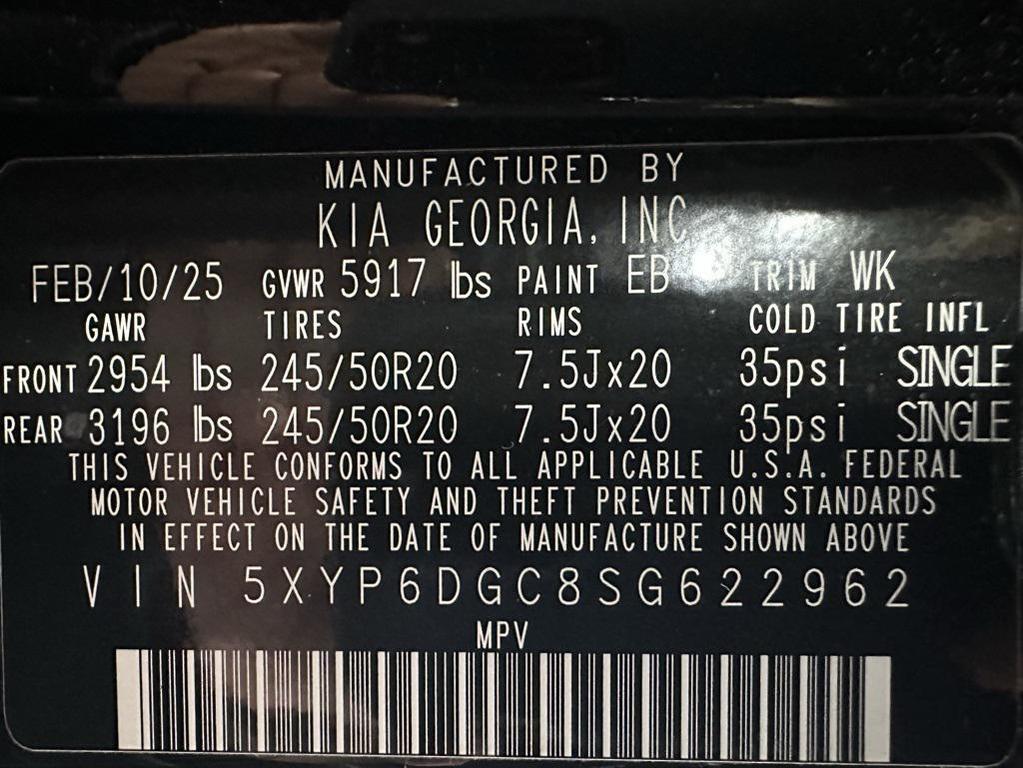 MANUFACTURED BY
KIA GEORGIA, INC
FEB/10/25 GVWR 5917 lbs PAINT EB TRIM WK
GAWR TIRES RIMS COLD TIRE INFL
FRONT 2954 lbs 245/50R20 7.5Jx20 35psi SINGLE
REAR 3196 lbs 245/50R20 7.5Jx20 35psi SINGLE
THIS VEHICLE CONFORMS TO ALL APPLICABLE U.S.A. FEDERAL
MOTOR VEHICLE SAFETY AND THEFT PREVENTION STANDARDS
IN EFFECT ON THE DATE OF MANUFACTURE SHOWN ABOVE
VIN 5XYP6DGC8SG622962
MPV